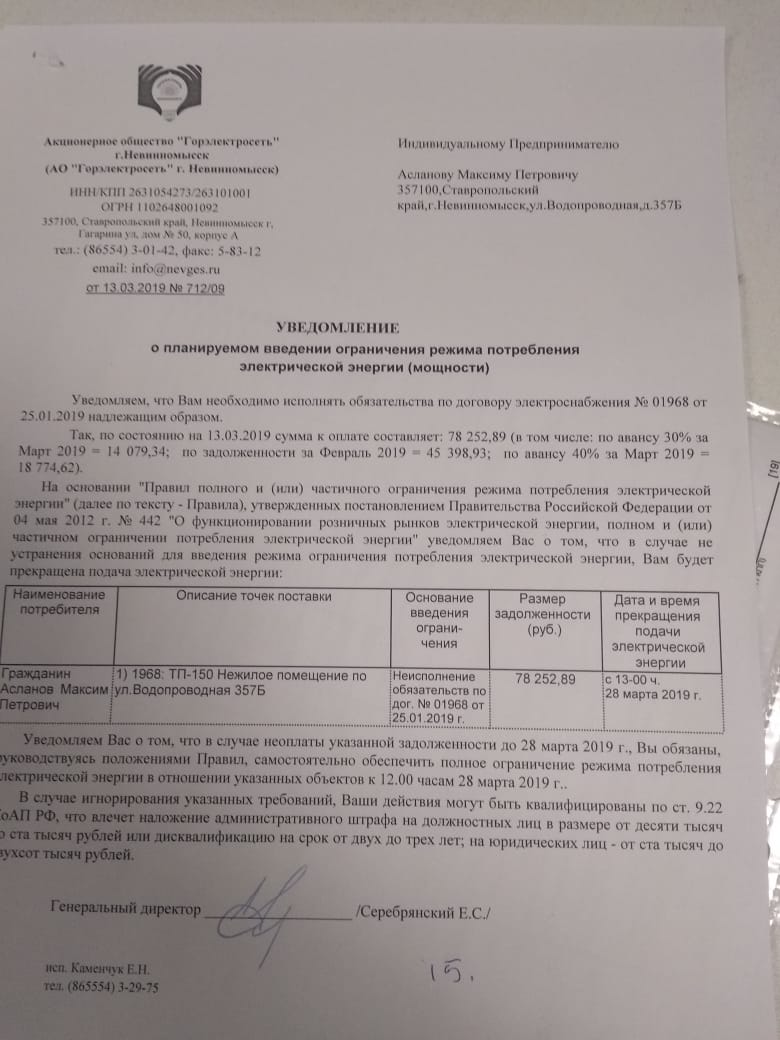 Акционерное общество "Горэлектросеть"
г.Невинномысск
(АО "Горэлектросеть" г. Невинномысск)
ИНН/КПП 2631054273/263101001
ОГРН 1102648001092
357100, Ставропольский край, Невинномысск г,
Гагарина ул, дом № 50, корпус А
тел.: (86554) 3-01-42, факс: 5-83-12
email: info@nevges.ru
от 13.03.2019 № 712/09
Индивидуальному Предпринимателю
Асланову Максиму Петровичу
357100,Ставропольский
край,г.Невинномысск,ул.Водопроводная,д.357Б
УВЕДОМЛЕНИЕ
о планируемом введении ограничения режима потребления
электрической энергии (мощности)
Уведомляем, что Вам необходимо исполнять обязательства по договору электроснабжения № 01968 от
25.01.2019 надлежащим образом.
Так, по состоянию на 13.03.2019 сумма к оплате составляет: 78 252,89 (в том числе: по авансу 30% за
Март 2019 = 14 079,34; по задолженности за Февраль 2019 = 45 398,93; по авансу 40% за Март 2019 =
18 774,62).
На основании "Правил полного и (или) частичного ограничения режима потребления электрической
энергии" (далее по тексту - Правила), утвержденных постановлением Правительства Российской Федерации от
04 мая 2012 г. № 442 "О функционировании розничных рынков электрической энергии, полном и (или)
частичном ограничении потребления электрической энергии" уведомляем Вас о том, что в случае не
устранения оснований для введения режима ограничения потребления электрической энергии, Вам будет
прекращена подача электрической энергии:
Наименование
потребителя
Описание точек поставки
Основание
введения
ограни-
чения
Размер
задолженности
(руб.)
Дата и время
прекращения
подачи
электрической
энергии
Гражданин
Асланов Максим
Петрович
1) 1968: ТП-150 Нежилое помещение по
ул.Водопроводная 357Б
Неисполнение
обязательств по
дог. № 01968 от
25.01.2019 г.
78 252,89
с 13-00 ч.
28 марта 2019 г.
Уведомляем Вас о том, что в случае неоплаты указанной задолженности до 28 марта 2019 г., Вы обязаны,
руководствуясь положениями Правил, самостоятельно обеспечить полное ограничение режима потребления
электрической энергии в отношении указанных объектов к 12.00 часам 28 марта 2019 г..
В случае игнорирования указанных требований, Ваши действия могут быть квалифицированы по ст. 9.22
КоАП РФ, что влечет наложение административного штрафа на должностных лиц в размере от десяти тысяч
до ста тысяч рублей или дисквалификацию на срок от двух до трех лет; на юридических лиц - от ста тысяч до
двухсот тысяч рублей.
Генеральный директор /Серебрянский Е.С./
исп. Каменчук Е.Н.
тел. (865554) 3-29-75
15.
[19]